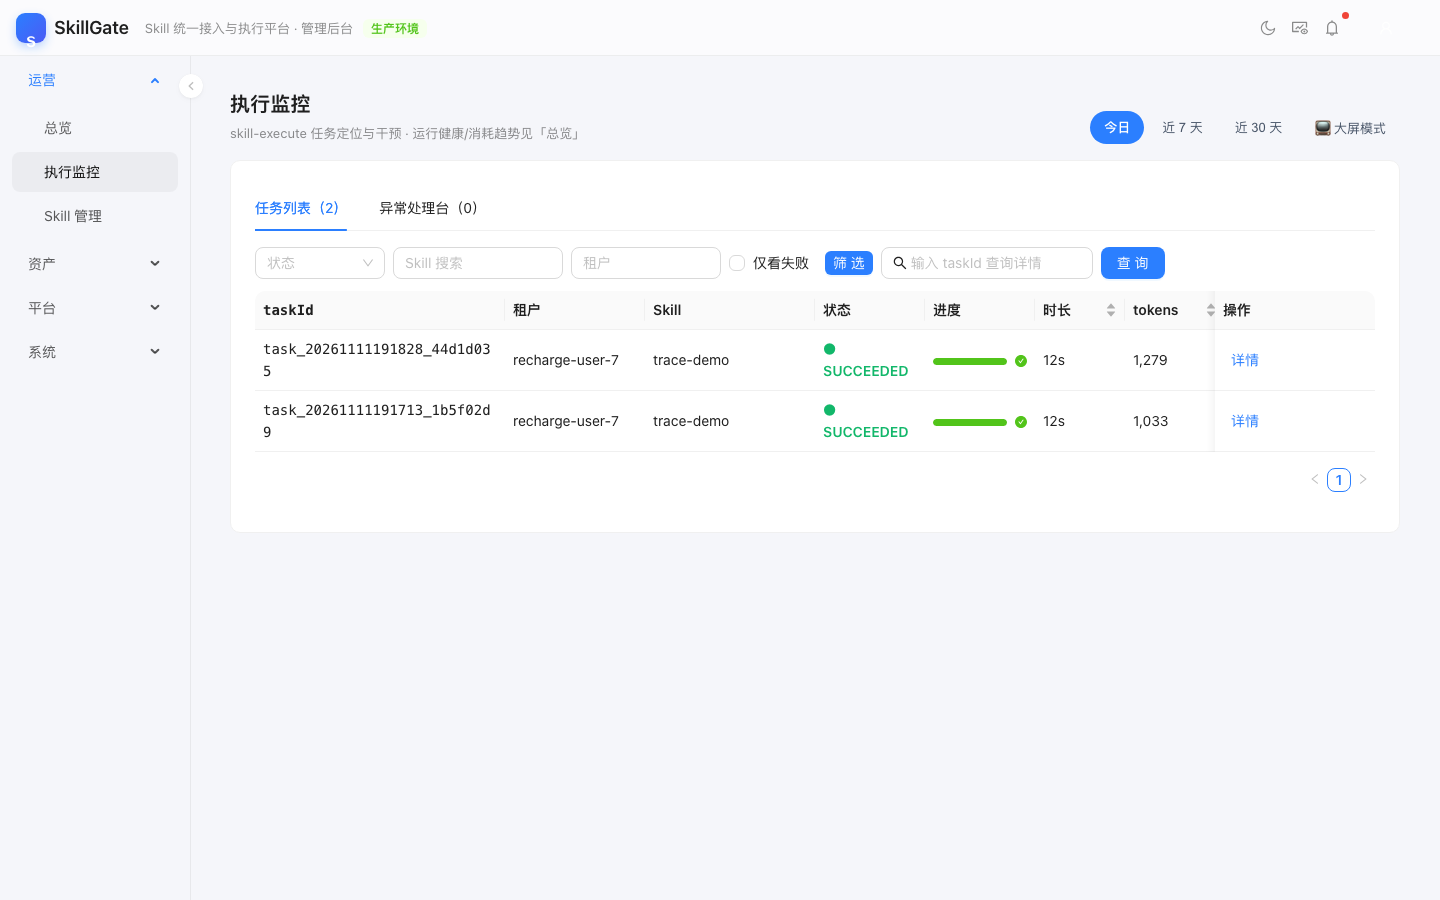 S
SkillGate
Skill 统一接入与执行平台 · 管理后台
生产环境
运营
总览
执行监控
Skill 管理
资产
平台
系统
执行监控
skill-execute 任务定位与干预 · 运行健康/消耗趋势见「总览」
今日
近 7 天
近 30 天
大屏模式
任务列表（2）
异常处理台（0）
状态
Skill 搜索
租户
仅看失败
筛 选
输入 taskId 查询详情
查 询
taskId
租户
Skill
状态
进度
时长
tokens
操作
task_20261111191828_44d1d03
5
recharge-user-7
trace-demo
SUCCEEDED
12s
1,279
详情
task_20261111191713_1b5f02d
9
recharge-user-7
trace-demo
SUCCEEDED
12s
1,033
详情
1